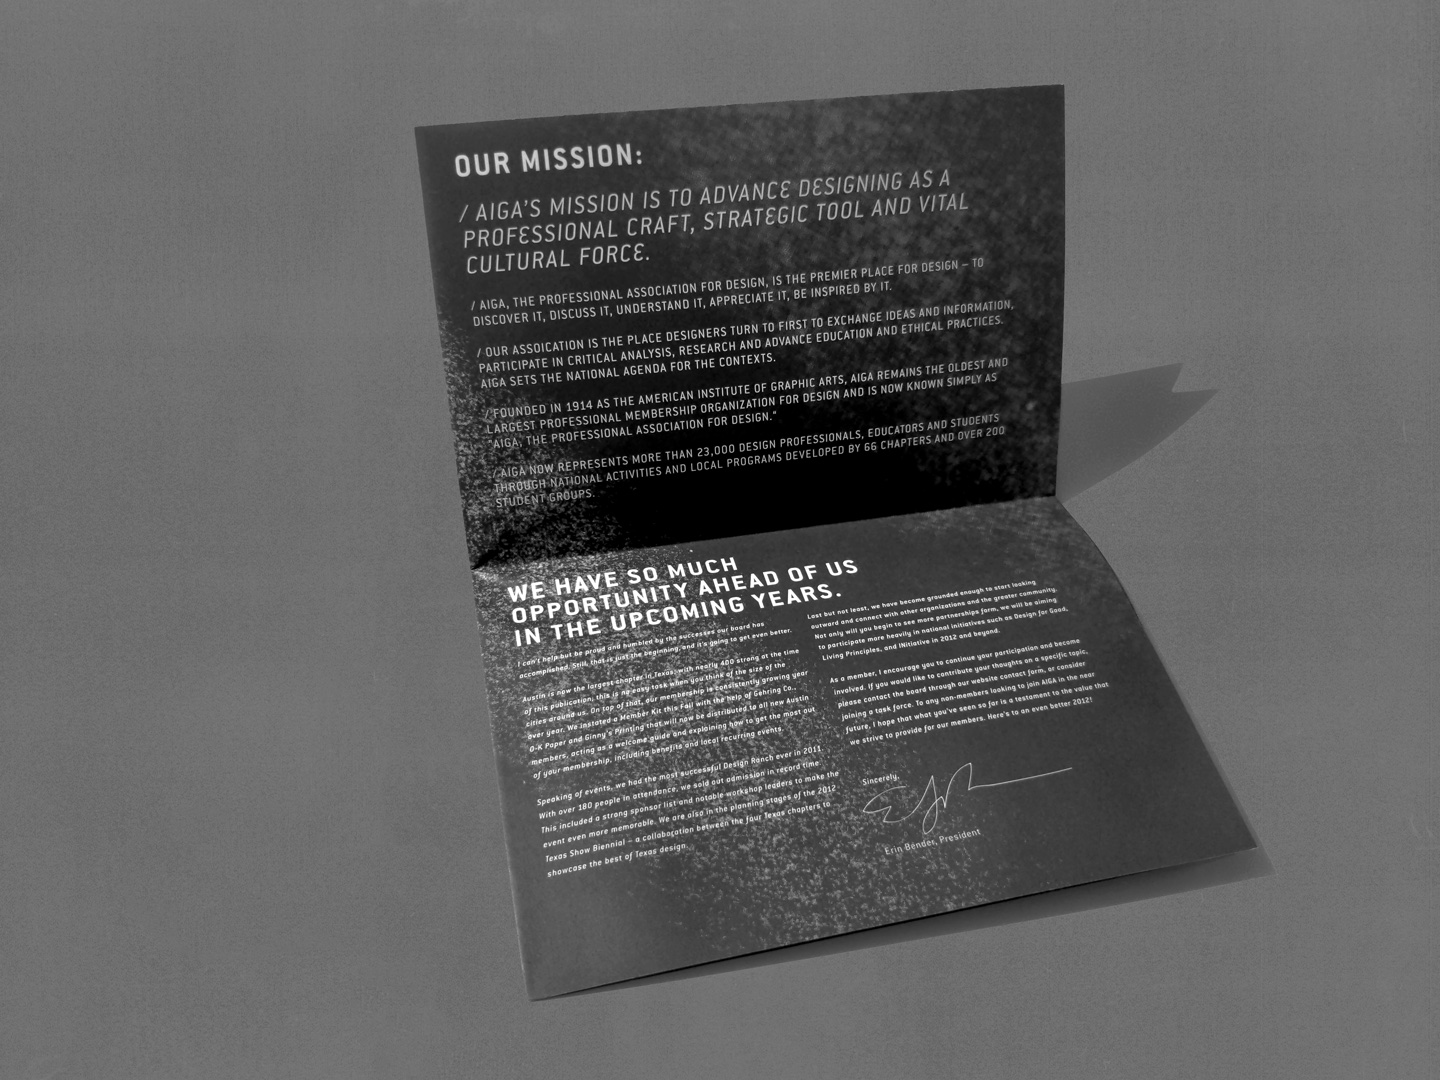 OUR MISSION:
/ AIGA'S MISSION IS TO ADVANCE DESIGNING AS A
PROFESSIONAL CRAFT, STRATEGIC TOOL AND VITAL
CULTURAL FORCE.
/ AIGA, THE PROFESSIONAL ASSOCIATION FOR DESIGN, IS THE PREMIER PLACE FOR DESIGN – TO
DISCOVER IT, DISCUSS IT, UNDERSTAND IT, APPRECIATE IT, BE INSPIRED BY IT.
/ OUR ASSOICATION IS THE PLACE DESIGNERS TURN TO FIRST TO EXCHANGE IDEAS AND INFORMATION,
PARTICIPATE IN CRITICAL ANALYSIS, RESEARCH AND ADVANCE EDUCATION AND ETHICAL PRACTICES.
AIGA SETS THE NATIONAL AGENDA FOR THE CONTEXTS.
/ FOUNDED IN 1914 AS THE AMERICAN INSTITUTE OF GRAPHIC ARTS, AIGA REMAINS THE OLDEST AND
LARGEST PROFESSIONAL MEMBERSHIP ORGANIZATION FOR DESIGN AND IS NOW KNOWN SIMPLY AS
"AIGA, THE PROFESSIONAL ASSOCIATION FOR DESIGN."
/ AIGA NOW REPRESENTS MORE THAN 23,000 DESIGN PROFESSIONALS, EDUCATORS AND STUDENTS
THROUGH NATIONAL ACTIVITIES AND LOCAL PROGRAMS DEVELOPED BY 66 CHAPTERS AND OVER 200
STUDENT GROUPS.
WE HAVE SO MUCH
OPPORTUNITY AHEAD OF US
IN THE UPCOMING YEARS.
I can't help but be proud and humbled by the successes our board has
accomplished. Still, that is just the beginning, and it's going to get even better.
Austin is now the largest chapter in Texas, with nearly 400 strong at the time
of this publication; this is no easy task when you think of the size of the
cities around us. On top of that, our membership is consistently growing year
over year. We instated a Member Kit this Fall with the help of Gehring Co.,
O-K Paper and Ginny's Printing that will now be distributed to all new Austin
members, acting as a welcome guide and explaining how to get the most out
of your membership, including benefits and local recurring events.
Speaking of events, we had the most successful Design Ranch ever in 2011.
With over 180 people in attendance, we sold out admission in record time.
This included a strong sponsor list and notable workshop leaders to make the
event even more memorable. We are also in the planning stages of the 2012
Texas Show Biennial – a collaboration between the four Texas chapters to
showcase the best of Texas design.
Last but not least, we have become grounded enough to start looking
outward and connect with other organizations and the greater community.
Not only will you begin to see more partnerships form, we will be aiming
to participate more heavily in national initiatives such as Design for Good,
Living Principles, and INitiative in 2012 and beyond.
As a member, I encourage you to continue your participation and become
involved. If you would like to contribute your thoughts on a specific topic,
please contact the board through our website contact form, or consider
joining a task force. To any non-members looking to join AIGA in the near
future, I hope that what you've seen so far is a testament to the value that
we strive to provide for our members. Here's to an even better 2012!
Sincerely,
Erin Bender, President